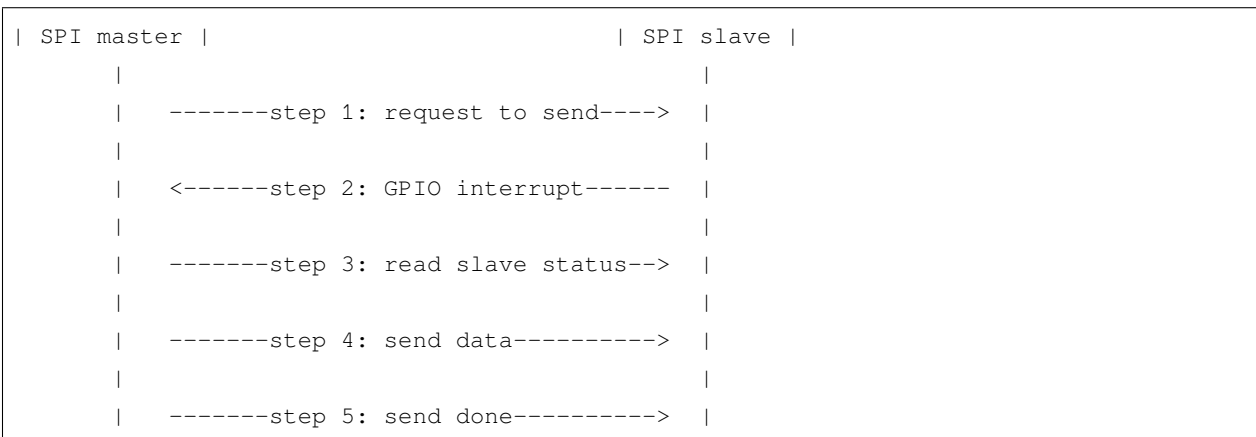 | SPI master |                             | SPI slave |
      |                                         |
      |   -------step 1: request to send---->   |
      |                                         |
      |   <------step 2: GPIO interrupt------   |
      |                                         |
      |   -------step 3: read slave status-->   |
      |                                         |
      |   -------step 4: send data---------->   |
      |                                         |
      |   -------step 5: send done---------->   |